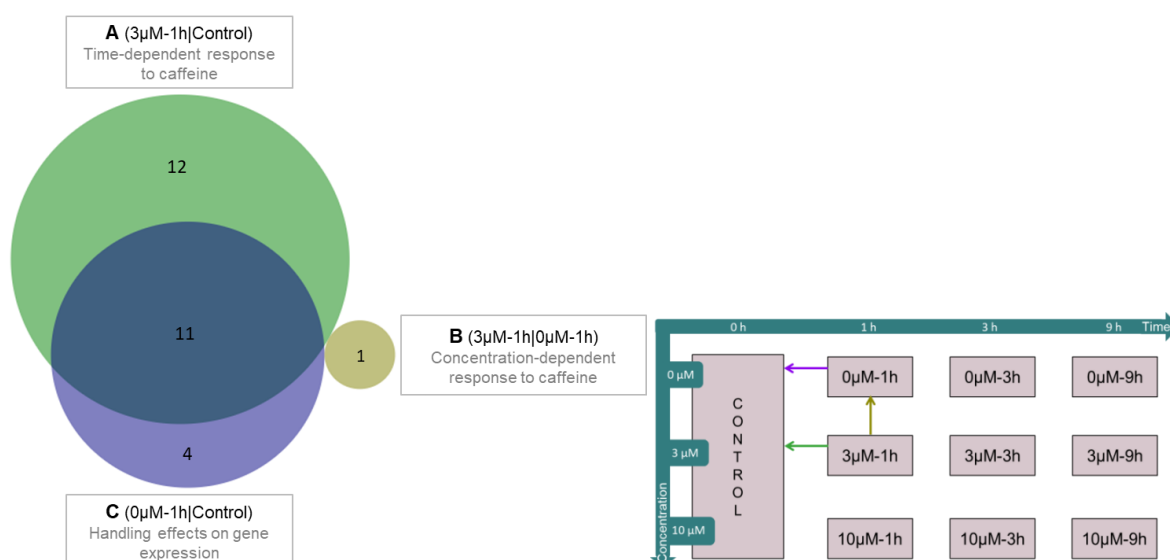 A (3µM-1h|Control)
Time-dependent response
to caffeine
12
11
1
4
B (3µM-1h|0µM-1h)
Concentration-dependent
response to caffeine
C (0µM-1h|Control)
Handling effects on gene
expression
0 h
1 h
3 h
9 h
Time
0 µM
3 µM
10 µM
Concentration
CONTROL
0µM-1h
0µM-3h
0µM-9h
3µM-1h
3µM-3h
3µM-9h
10µM-1h
10µM-3h
10µM-9h